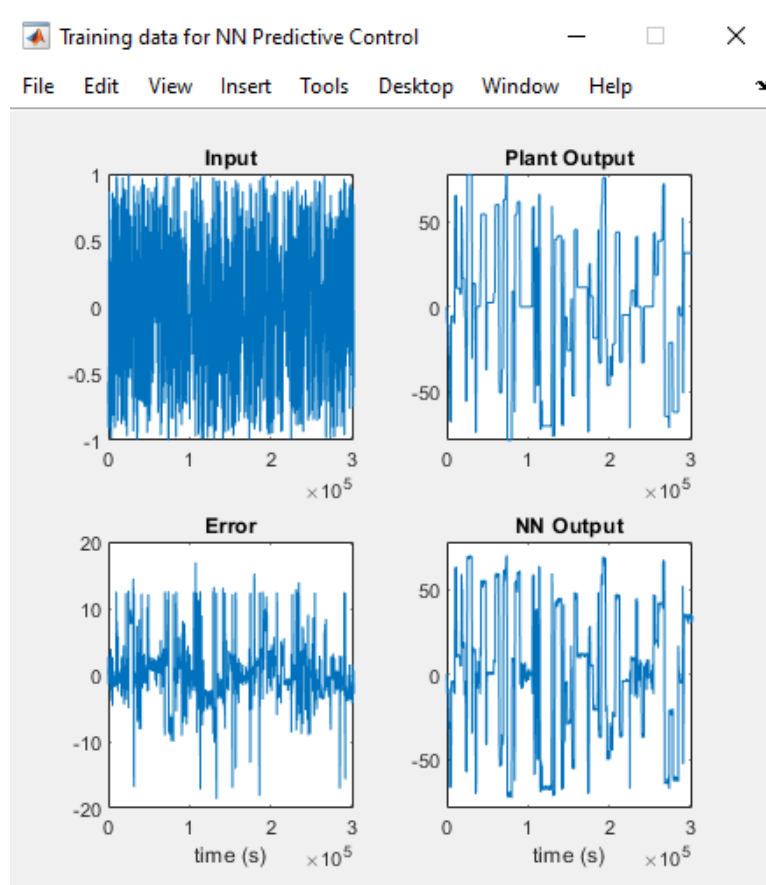 Training data for NN Predictive Control
File Edit View Insert Tools Desktop Window Help
Input
1
0.5
0
-0.5
-1
0 1 2 3
×10^5
Plant Output
50
0
-50
0 1 2 3
×10^5
Error
20
10
0
-10
-20
0 1 2 3
time (s) ×10^5
NN Output
50
0
-50
0 1 2 3
time (s) ×10^5